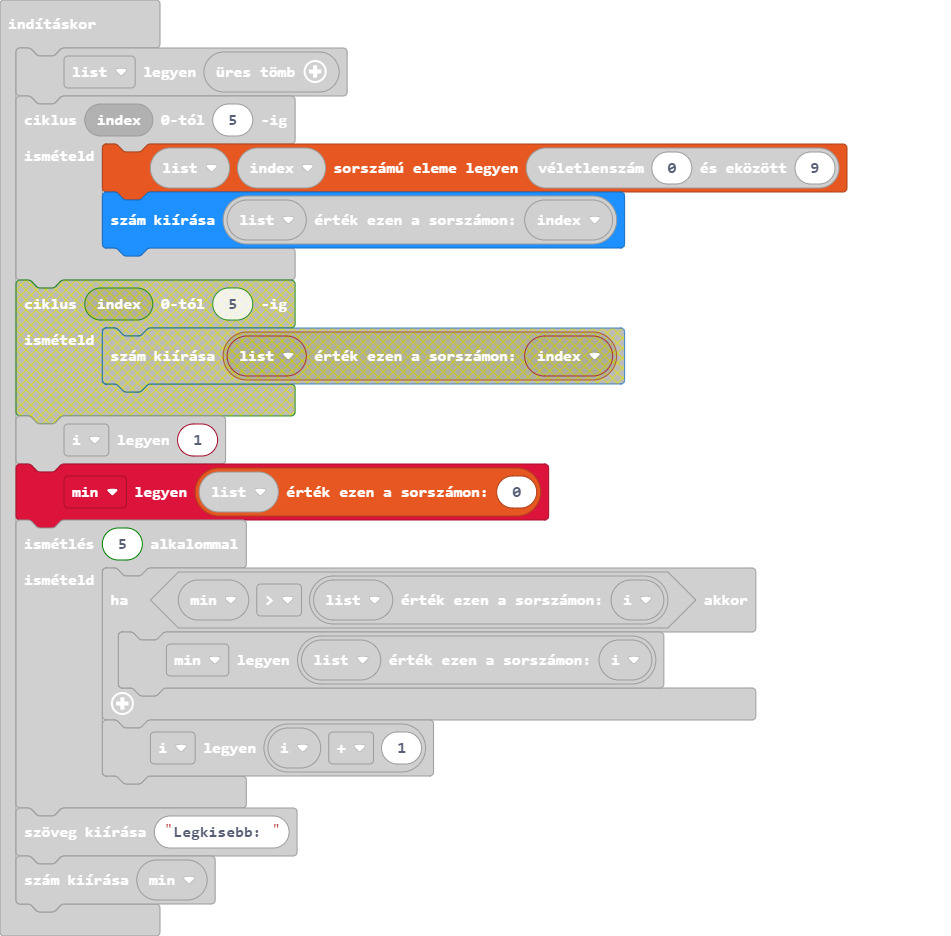 indításkor
list legyen üres tömb
ciklus index 0-tól 5 -ig
ismételd
list index sorszámú eleme legyen véletlenszám 0 és eközött 9
szám kiírása list érték ezen a sorszámon: index
ciklus index 0-tól 5 -ig
ismételd
szám kiírása list érték ezen a sorszámon: index
i legyen 1
min legyen list érték ezen a sorszámon: 0
ismétlés 5 alkalommal
ismételd
ha min > list érték ezen a sorszámon: i akkor
min legyen list érték ezen a sorszámon: i
i legyen i + 1
szöveg kiírása "Legkisebb: "
szám kiírása min